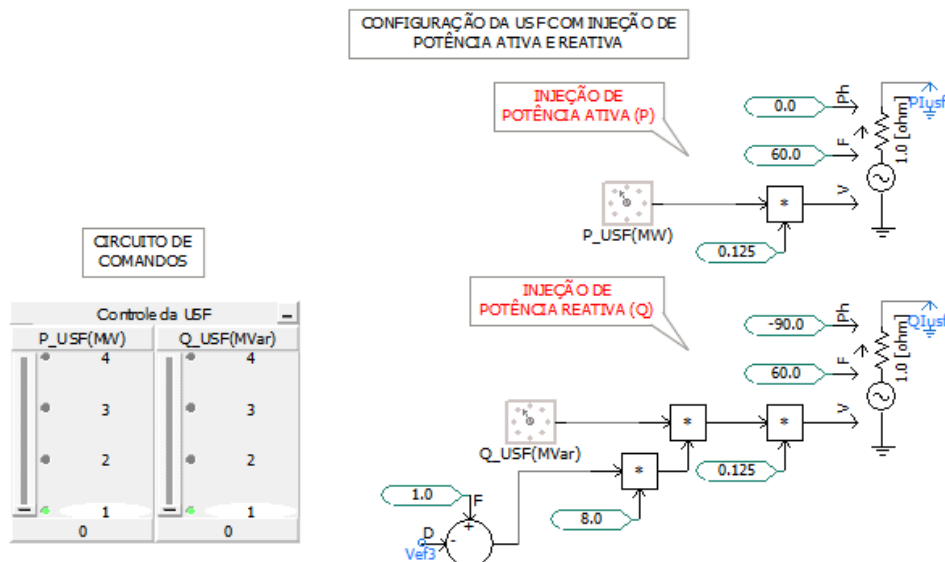 CONFIGURAÇÃO DA USF COM INJEÇÃO DE
POTÊNCIA ATIVA E REATIVA
INJEÇÃO DE
POTÊNCIA ATIVA (P)
0.0
Ph
PIusf
60.0
F
1.0 [ohm]
V
*
P_USF(MW)
0.125
CIRCUITO DE
COMANDOS
INJEÇÃO DE
POTÊNCIA REATIVA (Q)
-90.0
Ph
QIusf
60.0
F
1.0 [ohm]
V
*
*
Q_USF(MVar)
0.125
*
8.0
1.0
F
+
D
-
Vef3
Controle da USF
P_USF(MW)
Q_USF(MVar)
4
4
3
3
2
2
1
1
0
0